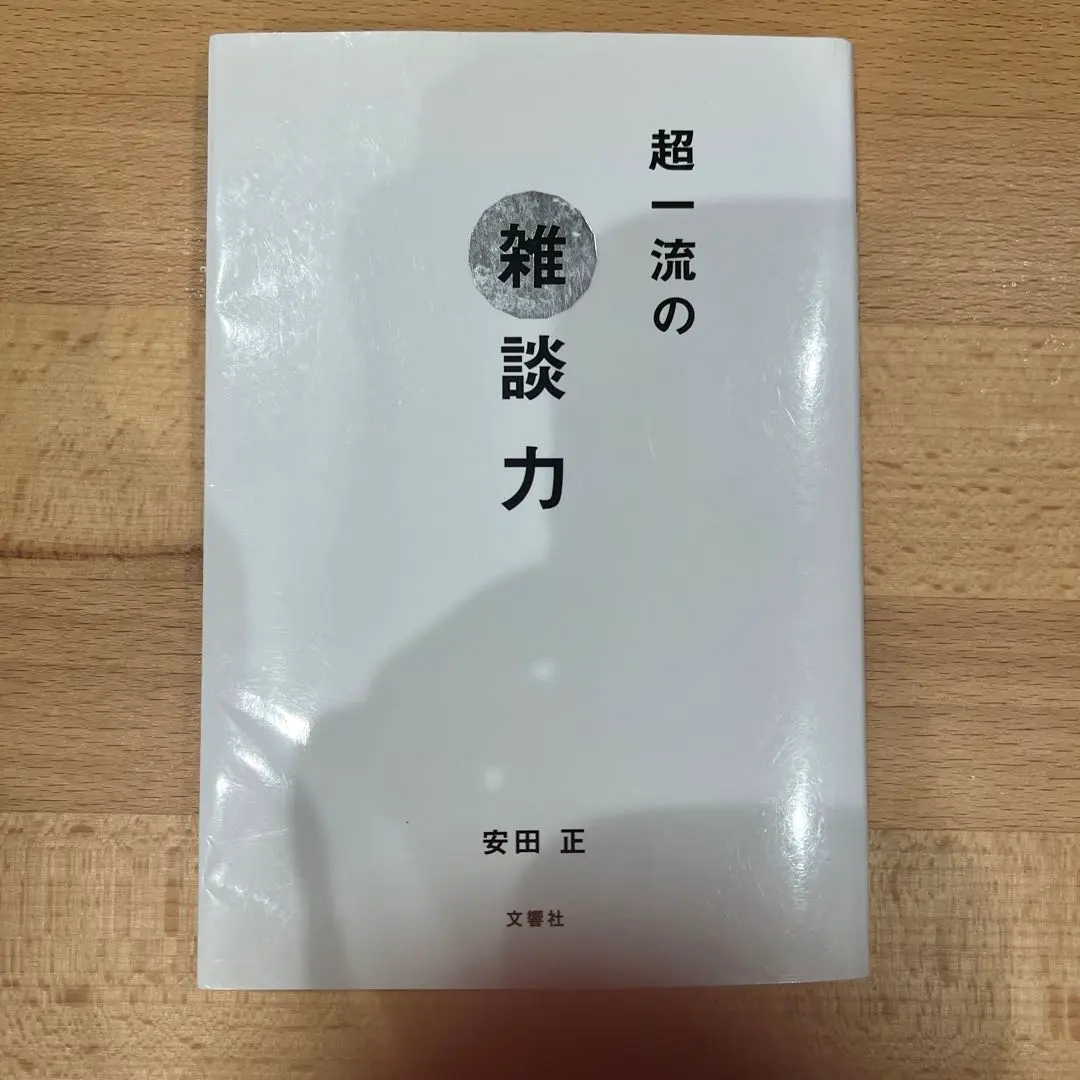 超一流の
雑談力
安田 正
文響社